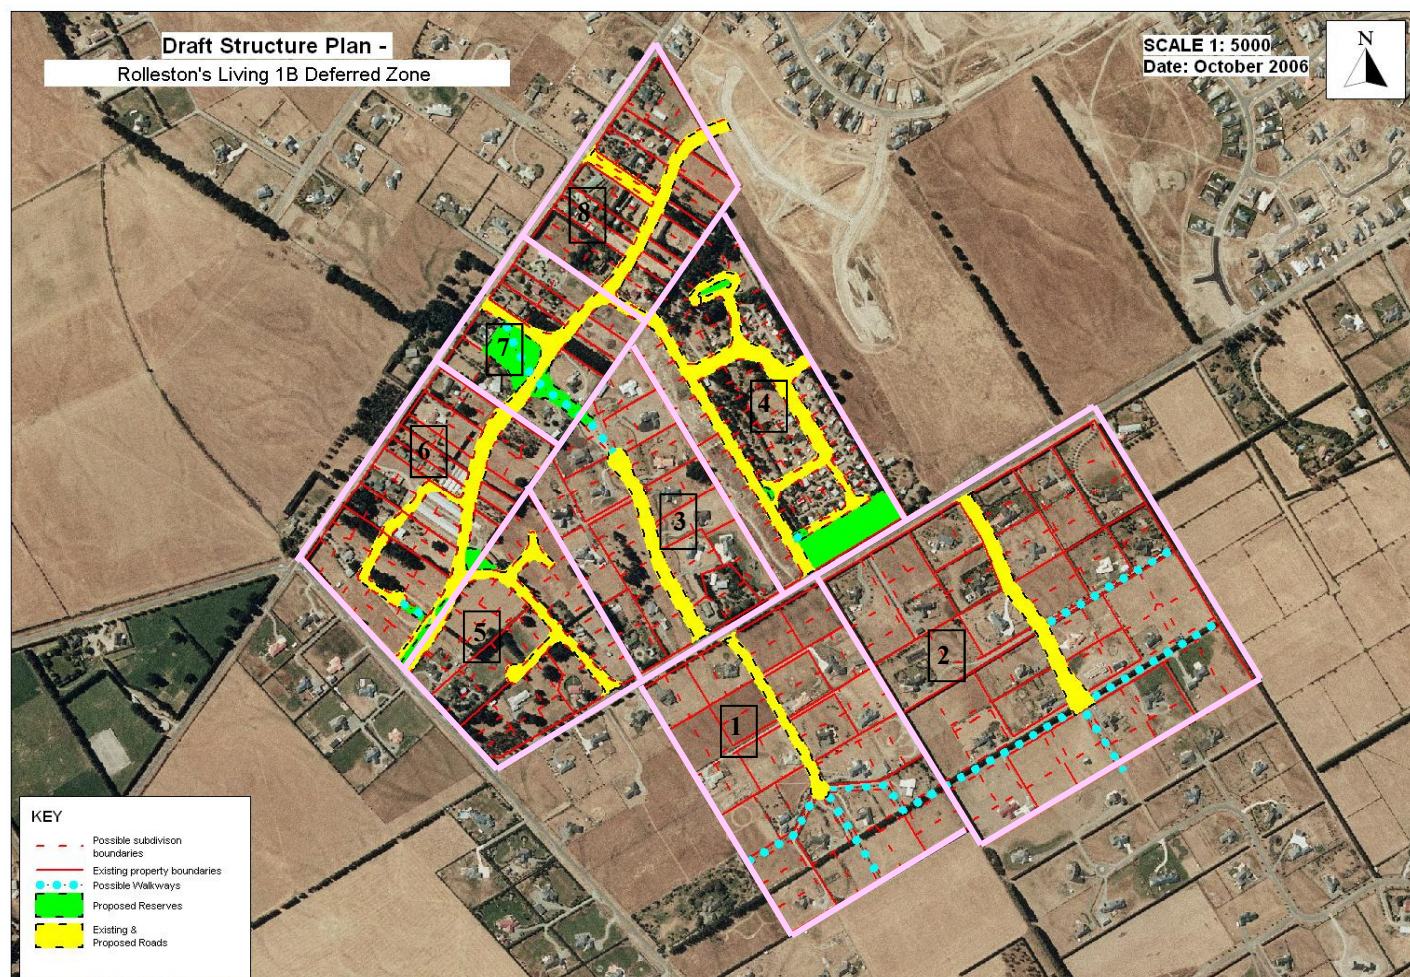 Draft Structure Plan -
Rolleston's Living 1B Deferred Zone
SCALE 1: 5000
Date: October 2006
N
8
7
4
6
3
5
2
1
KEY
Possible subdivison
boundaries
Existing property boundaries
Possible Walkways
Proposed Reserves
Existing &
Proposed Roads